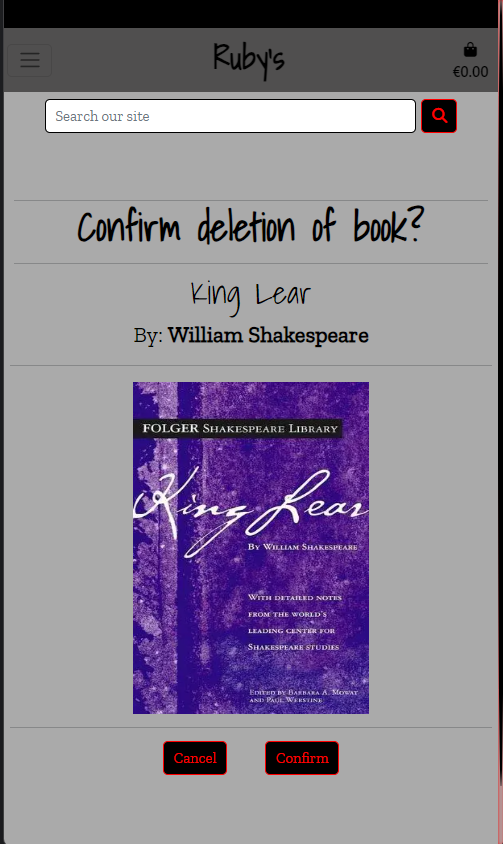 Ruby's
€0.00
Search our site
Confirm deletion of book?
King Lear
By: William Shakespeare
FOLGER SHAKESPEARE LIBRARY
King Lear
BY WILLIAM SHAKESPEARE
WITH DETAILED NOTES
FROM THE WORLD'S
LEADING CENTER FOR
SHAKESPEARE STUDIES
EDITED BY BARBARA A. MOWAT
AND PAUL WERSTINE
Cancel
Confirm